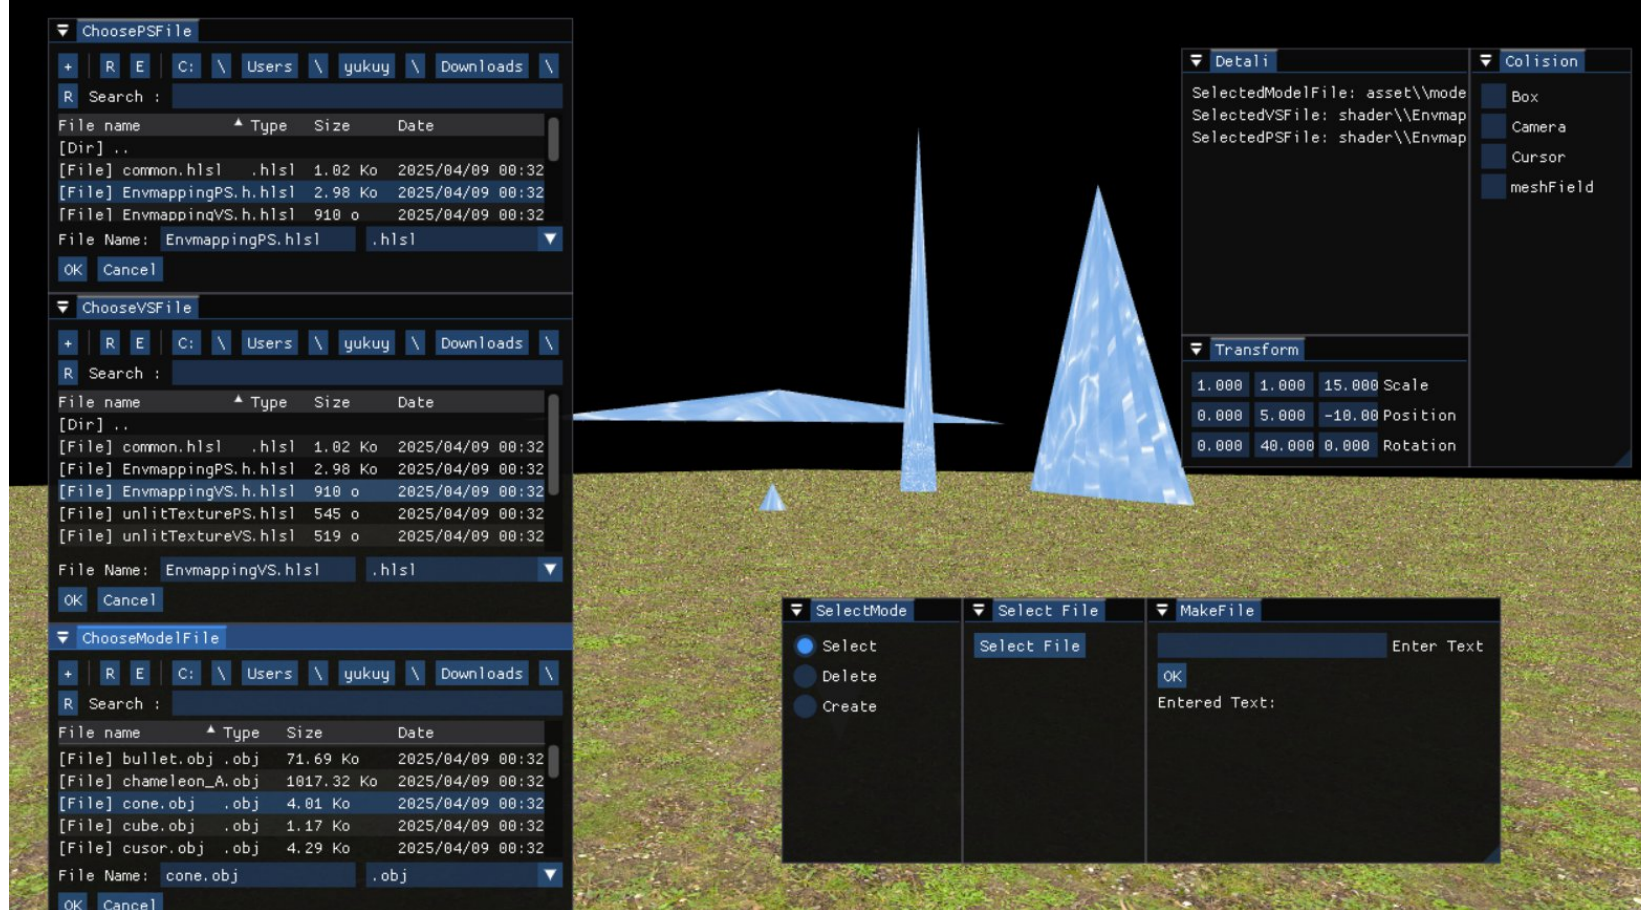 ChoosePSFile
+ R E C: \ Users \ yukuy \ Downloads \
R Search :
File name Type Size Date
[Dir] ..
[File] common.hlsl .hlsl 1.02 Ko 2025/04/09 00:32
[File] EnvmappingPS.h.hlsl 2.98 Ko 2025/04/09 00:32
[File] EnvmappingVS.h.hlsl 910 o 2025/04/09 00:32
File Name: EnvmappingPS.hlsl .hlsl
OK Cancel
ChooseVSFile
+ R E C: \ Users \ yukuy \ Downloads \
R Search :
File name Type Size Date
[Dir] ..
[File] common.hlsl .hlsl 1.02 Ko 2025/04/09 00:32
[File] EnvmappingPS.h.hlsl 2.98 Ko 2025/04/09 00:32
[File] EnvmappingVS.h.hlsl 910 o 2025/04/09 00:32
[File] unlitTexturePS.hlsl 545 o 2025/04/09 00:32
[File] unlitTextureVS.hlsl 519 o 2025/04/09 00:32
File Name: EnvmappingVS.hlsl .hlsl
OK Cancel
ChooseModelFile
+ R E C: \ Users \ yukuy \ Downloads \
R Search :
File name Type Size Date
[File] bullet.obj .obj 71.69 Ko 2025/04/09 00:32
[File] chameleon_A.obj 1017.32 Ko 2025/04/09 00:32
[File] cone.obj .obj 4.01 Ko 2025/04/09 00:32
[File] cube.obj .obj 1.17 Ko 2025/04/09 00:32
[File] cusor.obj .obj 4.29 Ko 2025/04/09 00:32
File Name: cone.obj .obj
OK Cancel
Detali
SelectedModelFile: asset\\mode
SelectedVSFile: shader\\Envmap
SelectedPSFile: shader\\Envmap
Colision
Box
Camera
Cursor
meshField
Transform
1.000 1.000 15.000 Scale
0.000 5.000 -10.00 Position
0.000 40.000 0.000 Rotation
SelectMode
Select
Delete
Create
Select File
Select File
MakeFile
Enter Text
OK
Entered Text: